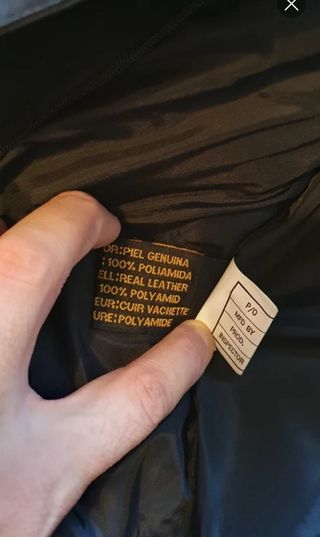 OR:PIEL GENUINA
: 100% POLIAMIDA
ELL:REAL LEATHER
100% POLYAMID
EUR:CUIR VACHETTE
URE:POLYAMIDE
P/O
MFD BY
PROD.
INSPECTOR